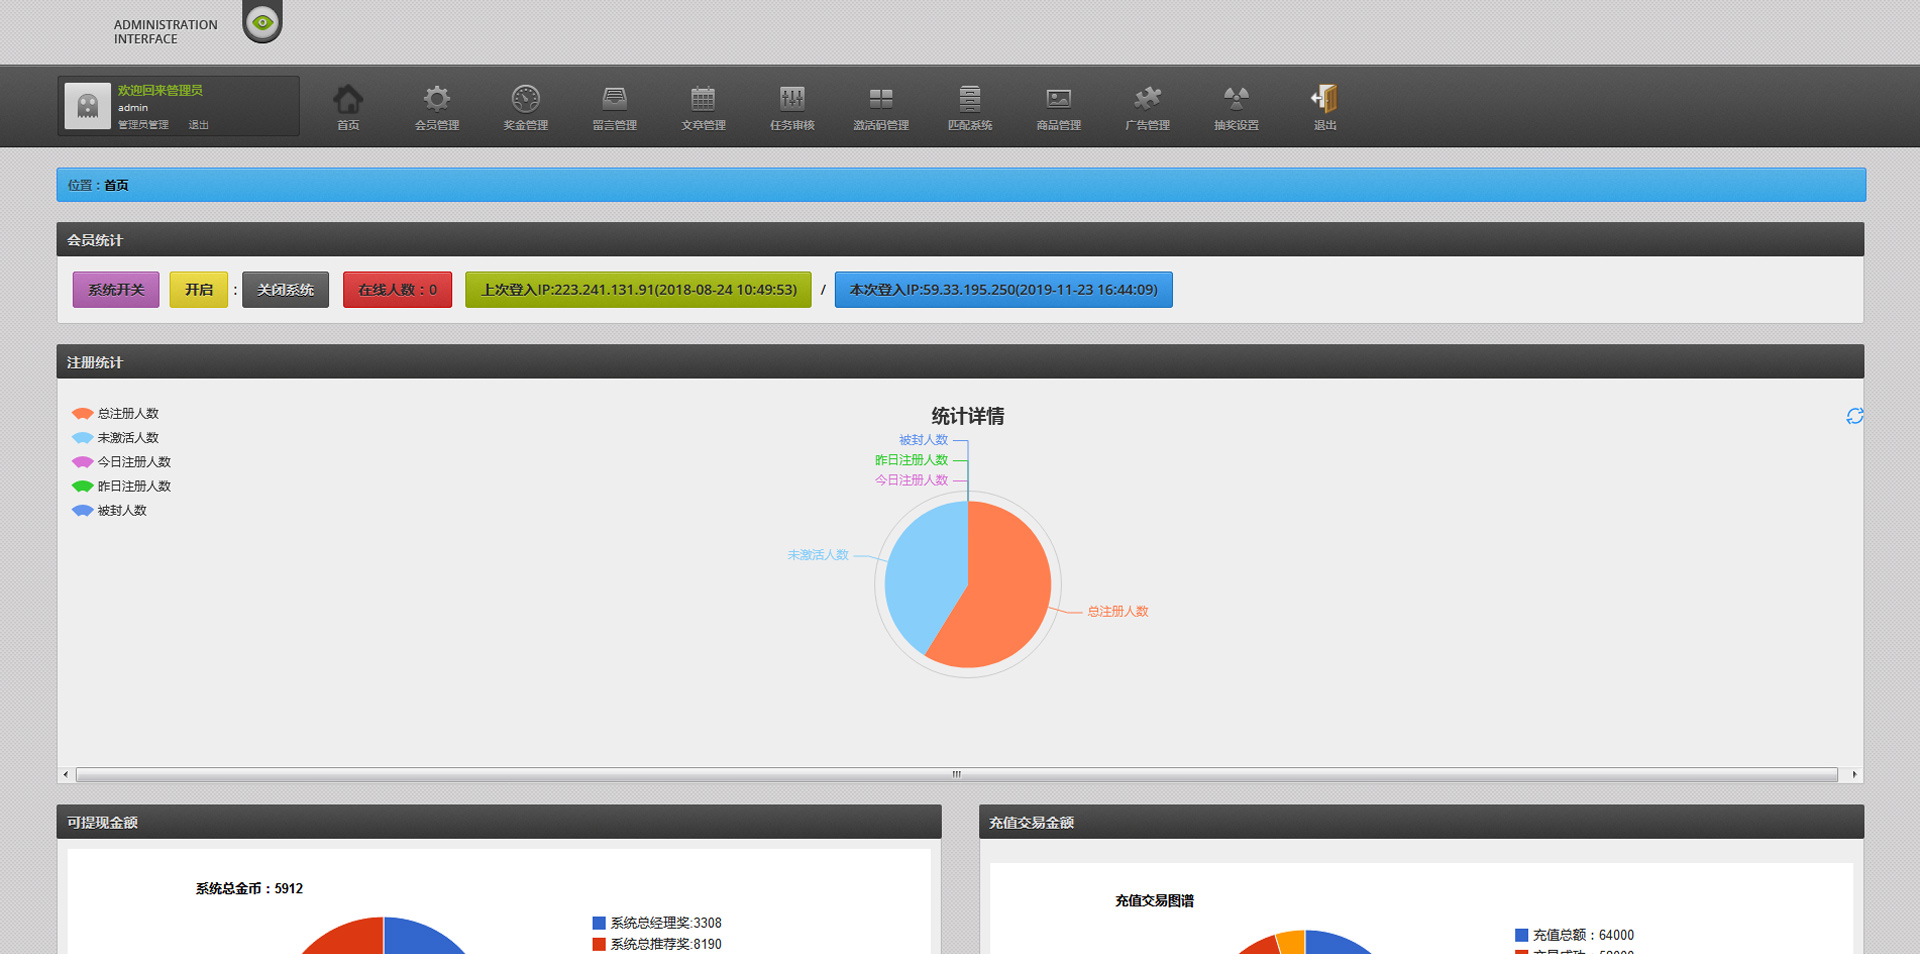 ADMINISTRATION
INTERFACE
欢迎回来管理员
admin
管理员管理 退出
首页 会员管理 奖金管理 留言管理 文章管理 任务审核 激活码管理 匹配系统 商品管理 广告管理 抽奖设置 退出
位置：首页
会员统计
系统开关 开启 : 关闭系统 在线人数：0 上次登入IP:223.241.131.91(2018-08-24 10:49:53) / 本次登入IP:59.33.195.250(2019-11-23 16:44:09)
注册统计
总注册人数
未激活人数
今日注册人数
昨日注册人数
被封人数
统计详情
被封人数
昨日注册人数
今日注册人数
未激活人数
总注册人数
可提现金额
系统总金币：5912
系统总经理奖:3308
系统总推荐奖:8190
充值交易金额
充值交易图谱
充值总额：64000